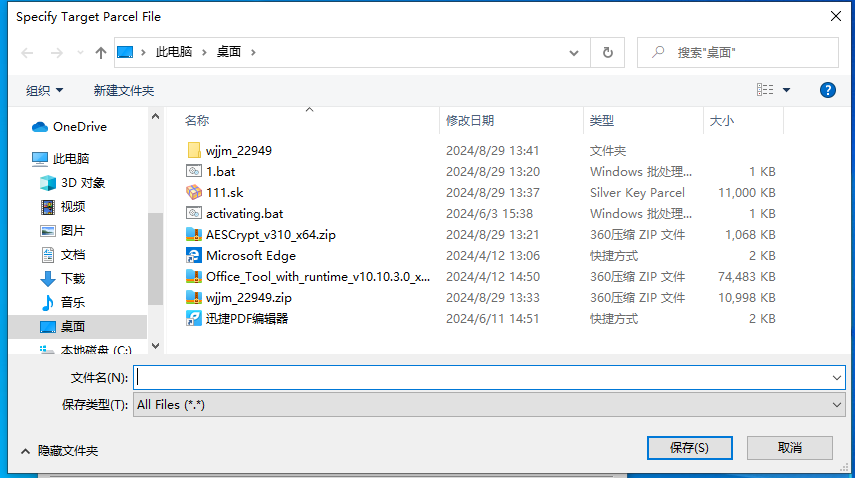 Specify Target Parcel File
此电脑 桌面
搜索"桌面"
组织 新建文件夹
名称 修改日期 类型 大小
OneDrive
此电脑
3D 对象
视频
图片
文档
下载
音乐
桌面
本地磁盘 (C:)
wjjm_22949 2024/8/29 13:41 文件夹
1.bat 2024/8/29 13:20 Windows 批处理... 1 KB
111.sk 2024/8/29 13:37 Silver Key Parcel 11,000 KB
activating.bat 2024/6/3 15:38 Windows 批处理... 1 KB
AESCrypt_v310_x64.zip 2024/8/29 13:21 360压缩 ZIP 文件 1,068 KB
Microsoft Edge 2024/4/12 13:06 快捷方式 2 KB
Office_Tool_with_runtime_v10.10.3.0_x... 2024/4/12 14:50 360压缩 ZIP 文件 74,483 KB
wjjm_22949.zip 2024/8/29 13:33 360压缩 ZIP 文件 10,998 KB
迅捷PDF编辑器 2024/6/11 14:51 快捷方式 2 KB
文件名(N):
保存类型(T): All Files (*.*)
隐藏文件夹 保存(S) 取消